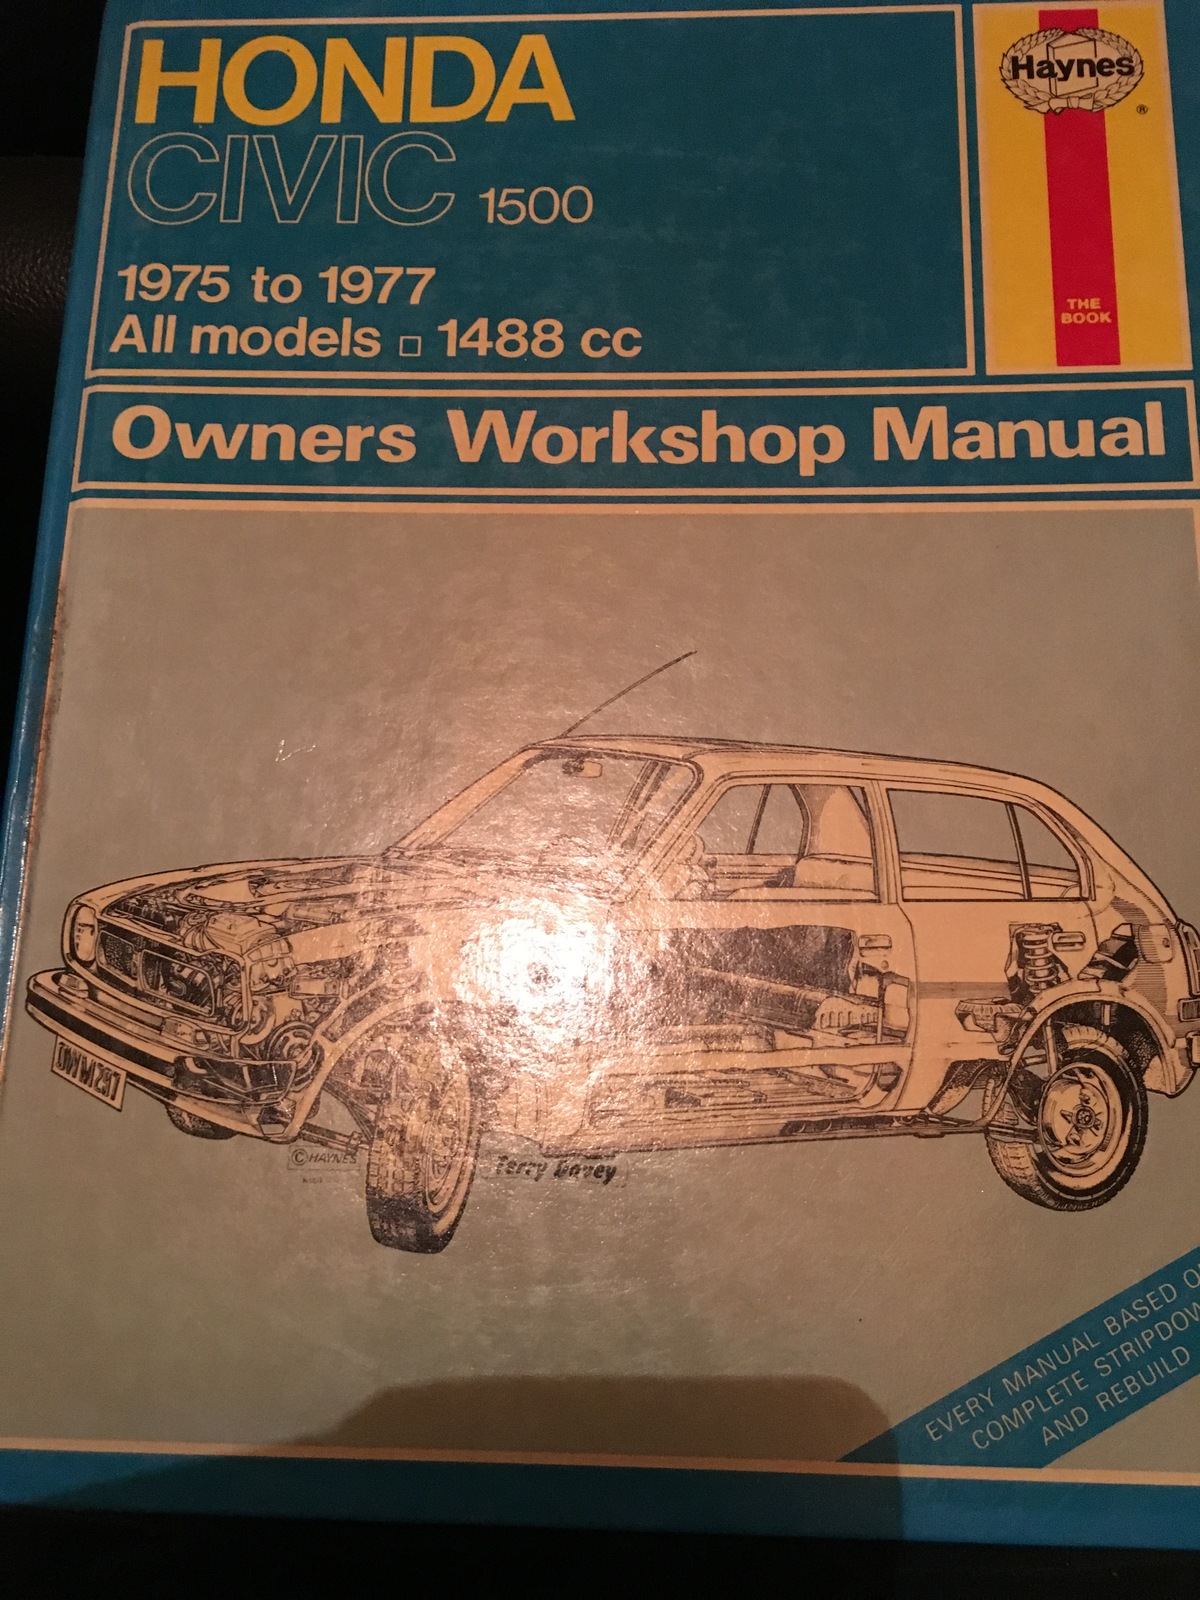 HONDA
CIVIC 1500
1975 to 1977
All models □ 1488 cc
Haynes
®
THE
BOOK
Owners Workshop Manual
© HAYNES
Terry Davey
EVERY MANUAL BASED ON
COMPLETE STRIPDOW
AND REBUILD